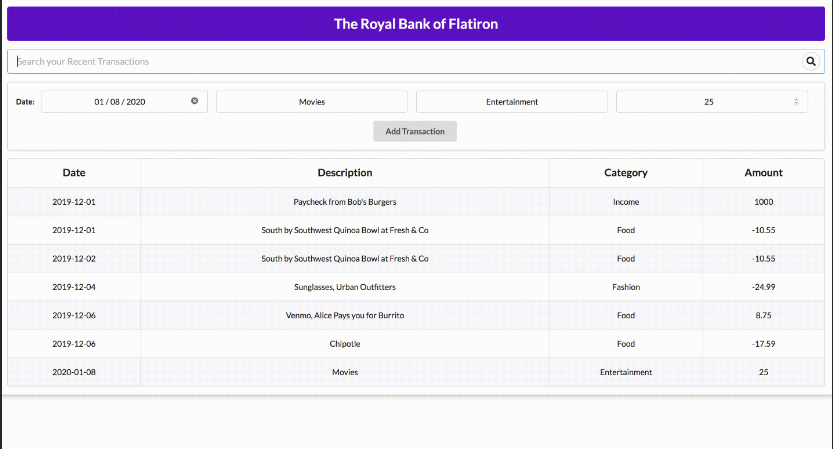 The Royal Bank of Flatiron
Search your Recent Transactions
Date: 01 / 08 / 2020 Movies Entertainment 25
Add Transaction
Date Description Category Amount
2019-12-01 Paycheck from Bob's Burgers Income 1000
2019-12-01 South by Southwest Quinoa Bowl at Fresh & Co Food -10.55
2019-12-02 South by Southwest Quinoa Bowl at Fresh & Co Food -10.55
2019-12-04 Sunglasses, Urban Outfitters Fashion -24.99
2019-12-06 Venmo, Alice Pays you for Burrito Food 8.75
2019-12-06 Chipotle Food -17.59
2020-01-08 Movies Entertainment 25